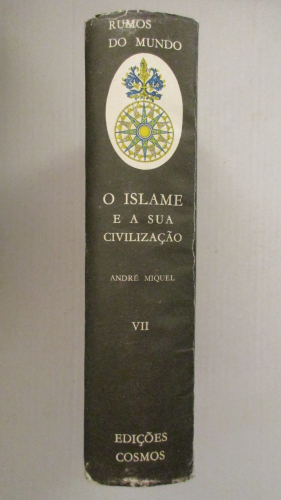 RUMOS
DO MUNDO
O ISLAME
E A SUA
CIVILIZAÇÃO
ANDRÉ MIQUEL
VII
EDIÇÕES
COSMOS